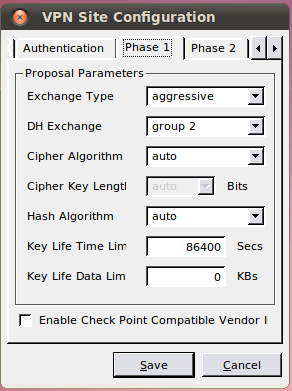 VPN Site Configuration
Authentication Phase 1 Phase 2
Proposal Parameters
Exchange Type aggressive
DH Exchange group 2
Cipher Algorithm auto
Cipher Key Length auto Bits
Hash Algorithm auto
Key Life Time Lim 86400 Secs
Key Life Data Lim 0 KBs
Enable Check Point Compatible Vendor I
Save Cancel